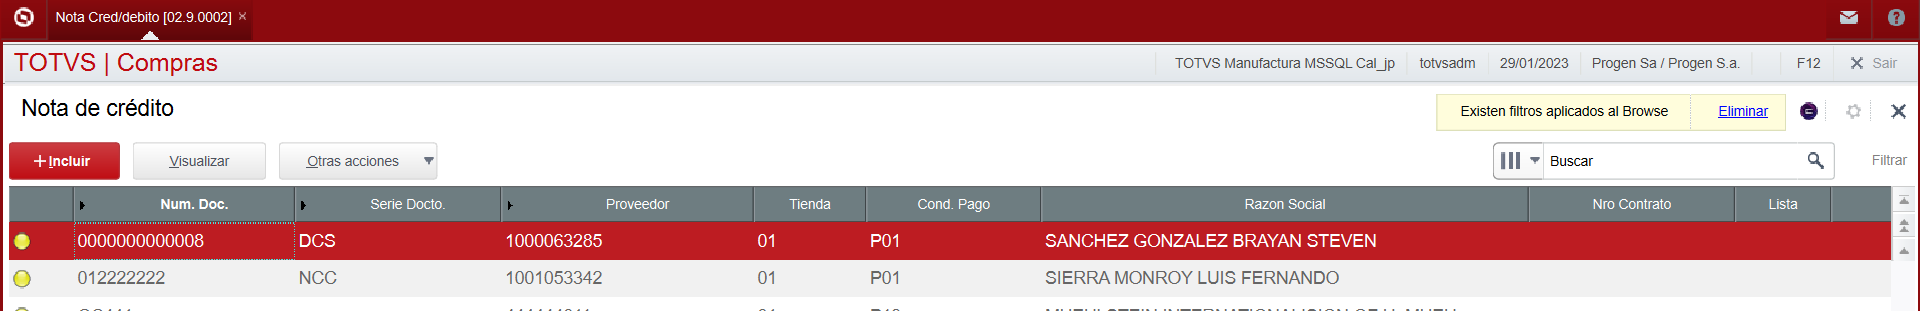 Nota Cred/debito [02.9.0002]
TOTVS | Compras
TOTVS Manufactura MSSQL Cal_jp totvsadm 29/01/2023 Progen Sa / Progen S.a. F12 Sair
Nota de crédito
Existen filtros aplicados al Browse Eliminar
+Incluir Visualizar Otras acciones Buscar Filtrar
Num. Doc. Serie Docto. Proveedor Tienda Cond. Pago Razon Social Nro Contrato Lista
0000000000008 DCS 1000063285 01 P01 SANCHEZ GONZALEZ BRAYAN STEVEN
012222222 NCC 1001053342 01 P01 SIERRA MONROY LUIS FERNANDO